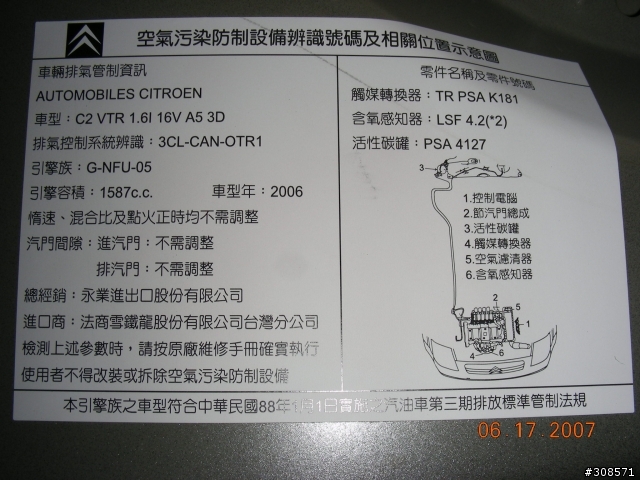 空氣污染防制設備辨識號碼及相關位置示意圖
車輛排氣管制資訊
AUTOMOBILES CITROEN
車型：C2 VTR 1.6I 16V A5 3D
排氣控制系統辨識：3CL-CAN-OTR1
引擎族：G-NFU-05
引擎容積：1587c.c. 車型年：2006
惰速、混合比及點火正時均不需調整
汽門間隙：進汽門：不需調整
排汽門：不需調整
總經銷：永業進出口股份有限公司
進口商：法商雪鐵龍股份有限公司台灣分公司
檢測上述參數時，請按原廠維修手冊確實執行
使用者不得改裝或拆除空氣污染防制設備
零件名稱及零件號碼
觸媒轉換器：TR PSA K181
含氧感知器：LSF 4.2(*2)
活性碳罐：PSA 4127
3
1.控制電腦
2.節汽門總成
3.活性碳罐
4.觸媒轉換器
5.空氣濾清器
6.含氧感知器
2
5
1
4
6
本引擎族之車型符合中華民國88年1月1日實施之汽油車第三期排放標準管制法規
06.17.2007
#308571